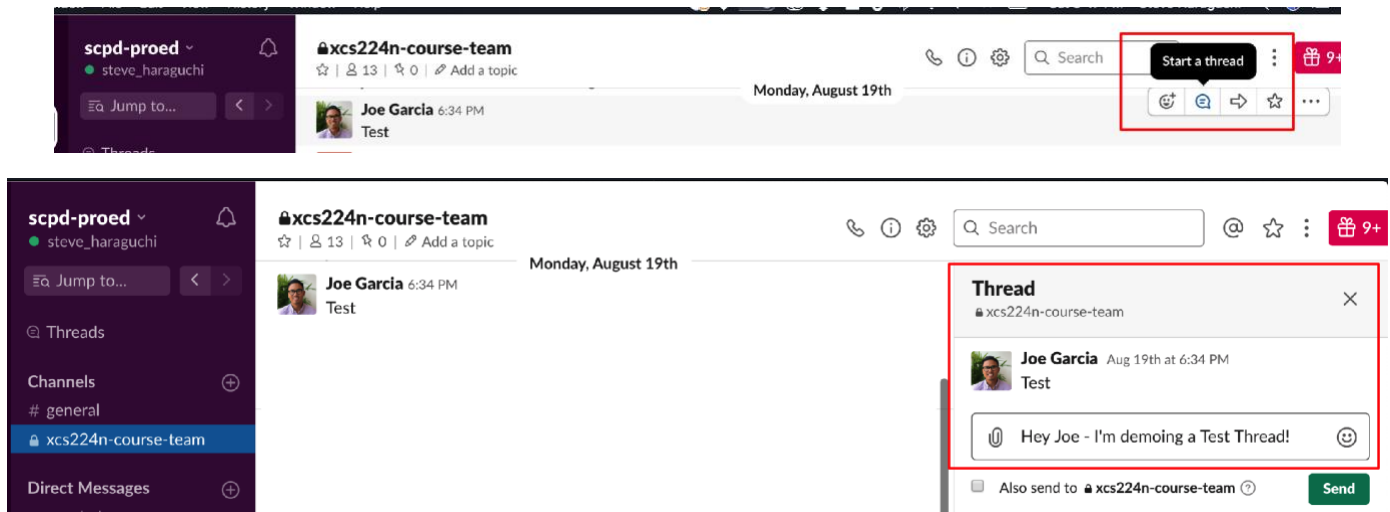 scpd-proed
xcs224n-course-team
steve_haraguchi
13 | 0 | Add a topic
Search
Start a thread
9+
Jump to...
Monday, August 19th
Joe Garcia 6:34 PM
Test
Threads
scpd-proed
xcs224n-course-team
steve_haraguchi
13 | 0 | Add a topic
Search
9+
Jump to...
Monday, August 19th
Joe Garcia 6:34 PM
Test
Thread
xcs224n-course-team
Threads
Joe Garcia Aug 19th at 6:34 PM
Test
Channels
# general
xcs224n-course-team
Hey Joe - I'm demoing a Test Thread!
Direct Messages
Also send to xcs224n-course-team
Send